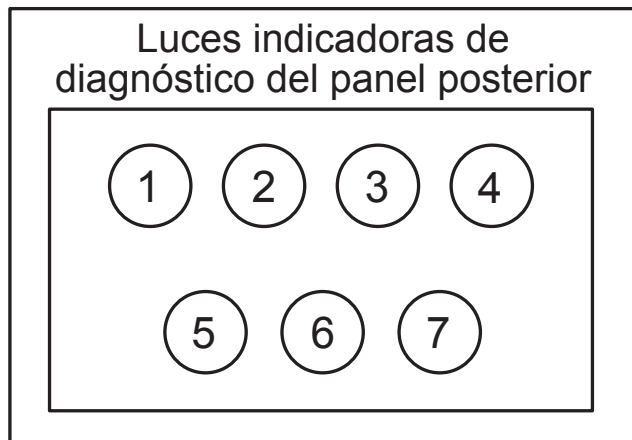 Luces indicadoras de
diagnóstico del panel posterior
1 2 3 4
5 6 7